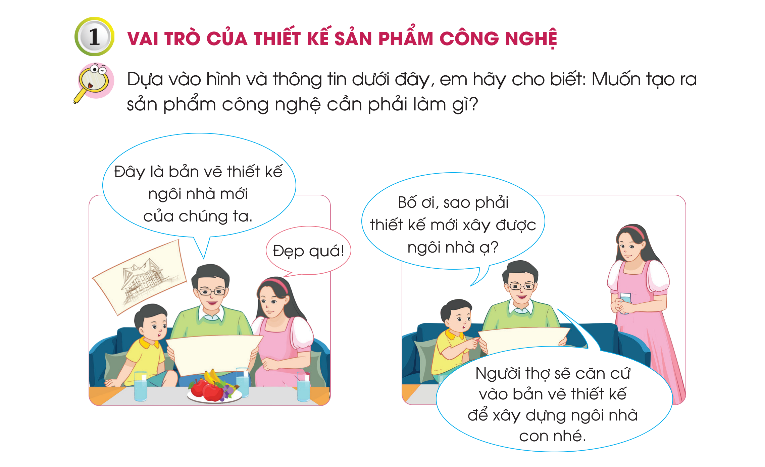 1 VAI TRÒ CỦA THIẾT KẾ SẢN PHẨM CÔNG NGHỆ
Dựa vào hình và thông tin dưới đây, em hãy cho biết: Muốn tạo ra
sản phẩm công nghệ cần phải làm gì?
Đây là bản vẽ thiết kế
ngôi nhà mới
của chúng ta.
Đẹp quá!
Bố ơi, sao phải
thiết kế mới xây được
ngôi nhà ạ?
Người thợ sẽ căn cứ
vào bản vẽ thiết kế
để xây dựng ngôi nhà
con nhé.